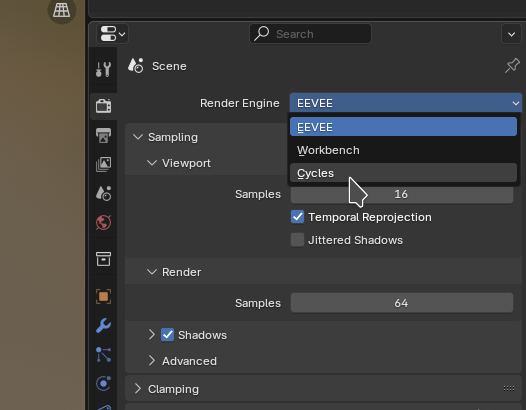 Search
Scene
Render Engine EEVEE
EEVEE
Sampling
Workbench
Viewport
Cycles
Samples 16
Temporal Reprojection
Jittered Shadows
Render
Samples 64
Shadows
Advanced
Clamping